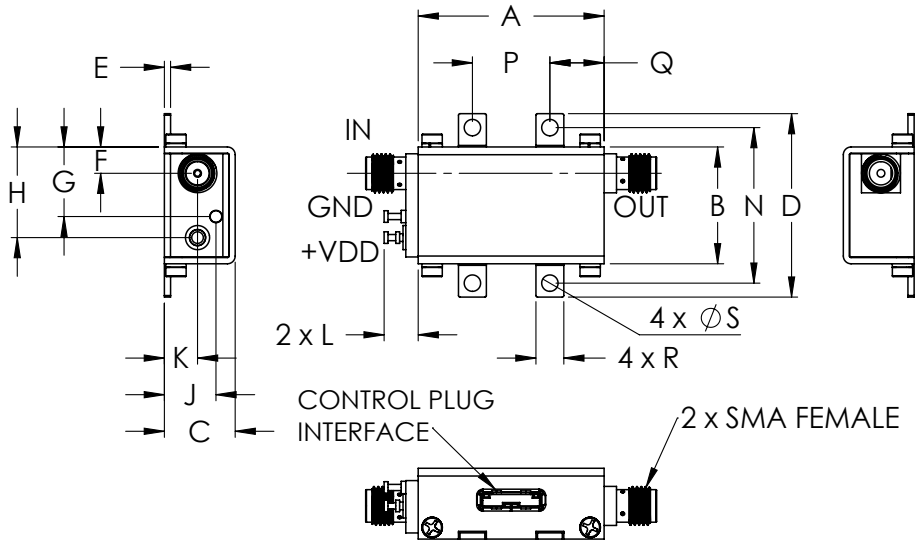 A
E
P
Q
IN
F
G
H
GND
OUT
B
N
D
+VDD
2 x L
4 x ∅S
K
4 x R
J
C
CONTROL PLUG
INTERFACE
2 x SMA FEMALE